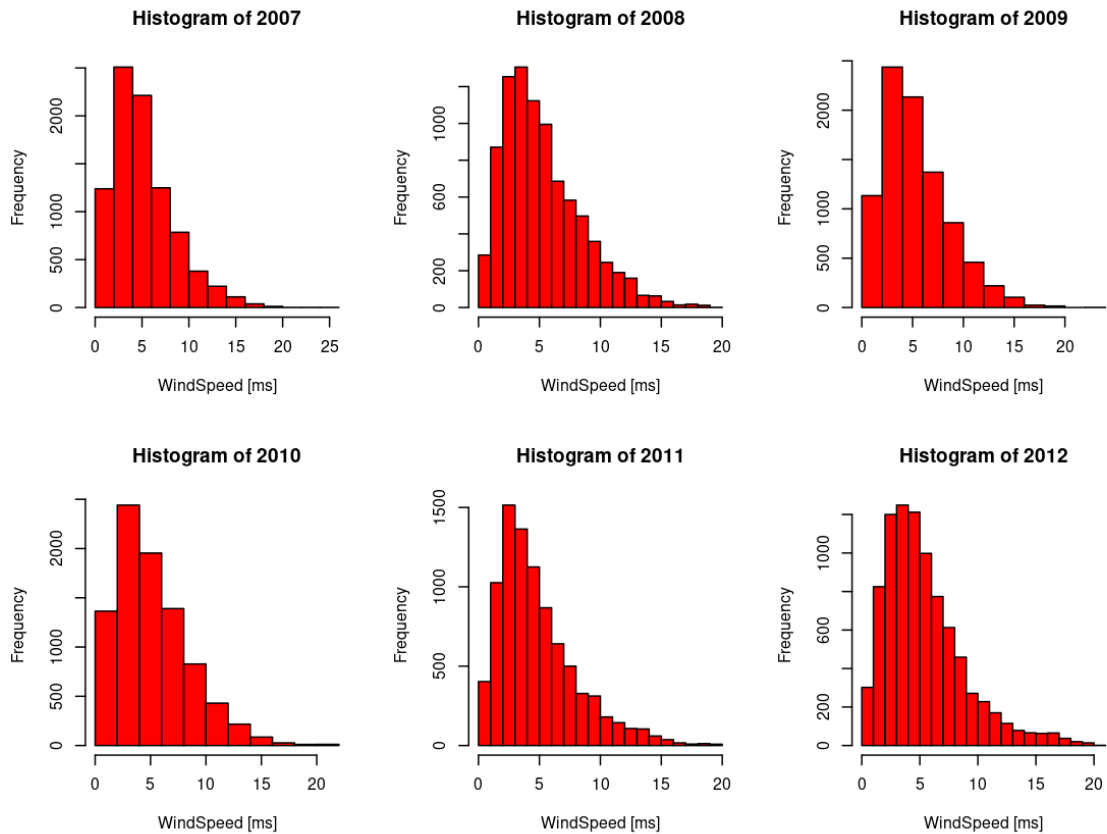 Histogram of 2007
Frequency
0
500
1000
2000
0 5 10 15 20 25
WindSpeed [ms]
Histogram of 2008
Frequency
0
200
600
1000
0 5 10 15 20
WindSpeed [ms]
Histogram of 2009
Frequency
0
500
1000
2000
0 5 10 15 20
WindSpeed [ms]
Histogram of 2010
Frequency
0
500
1000
2000
0 5 10 15 20
WindSpeed [ms]
Histogram of 2011
Frequency
0
500
1000
1500
0 5 10 15 20
WindSpeed [ms]
Histogram of 2012
Frequency
0
200
600
1000
0 5 10 15 20
WindSpeed [ms]